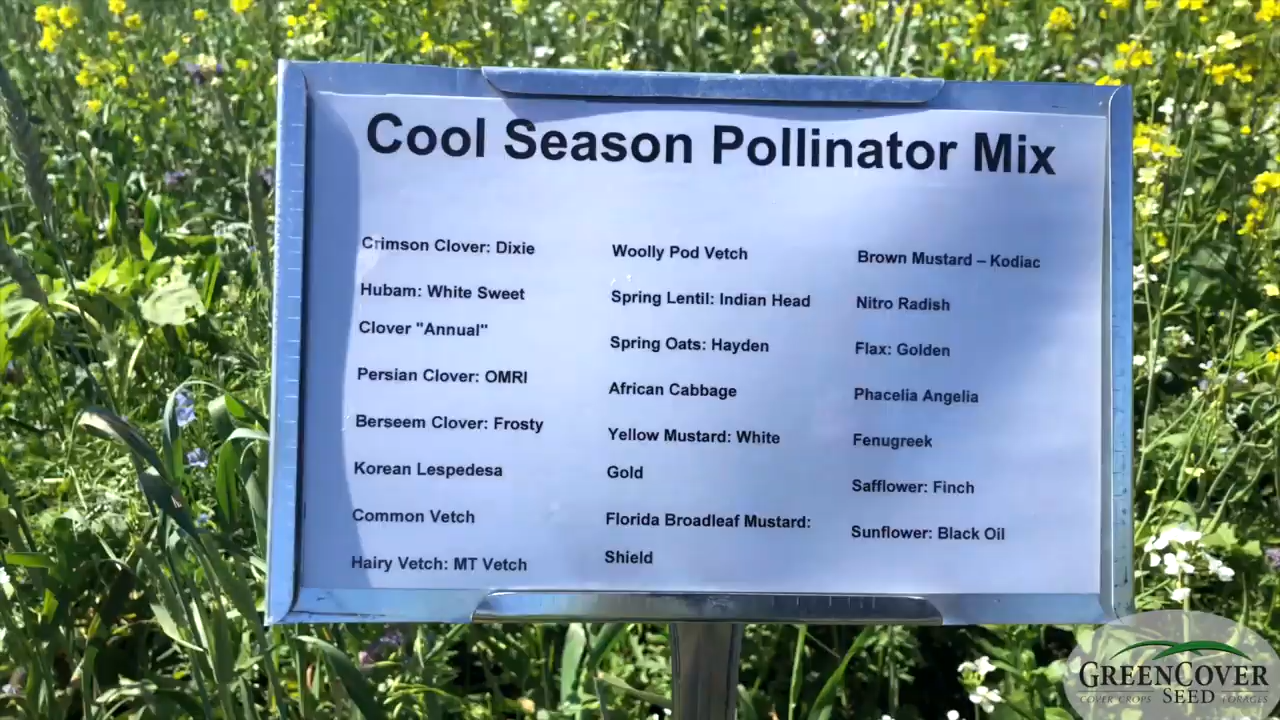 Cool Season Pollinator Mix
Crimson Clover: Dixie
Hubam: White Sweet
Clover "Annual"
Persian Clover: OMRI
Berseem Clover: Frosty
Korean Lespedesa
Common Vetch
Hairy Vetch: MT Vetch
Woolly Pod Vetch
Spring Lentil: Indian Head
Spring Oats: Hayden
African Cabbage
Yellow Mustard: White
Gold
Florida Broadleaf Mustard:
Shield
Brown Mustard – Kodiac
Nitro Radish
Flax: Golden
Phacelia Angelia
Fenugreek
Safflower: Finch
Sunflower: Black Oil
GREENCOVER
COVER CROPS SEED FORAGES